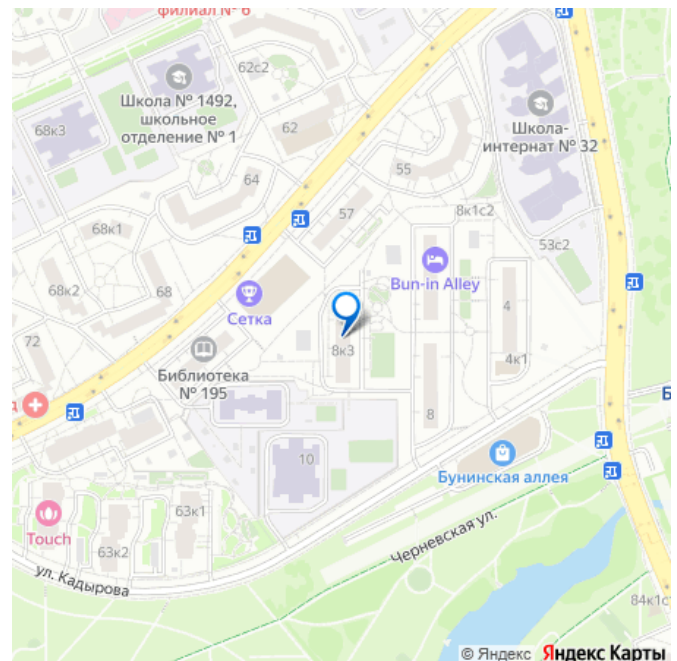 филиал № 6
62с2
Школа № 1492,
школьное
отделение № 1
68к3
62
Школа-
интернат № 32
55
64
57
8к1с2
68к1
53с2
Bun-in Alley
68к2
68
Сетка
4
72
8к3
4к1
Библиотека
№ 195
8
10
Бунинская аллея
63к1
Touch
63к2
Черневская ул.
ул. Кадырова
84к1с
© Яндекс Яндекс Карты